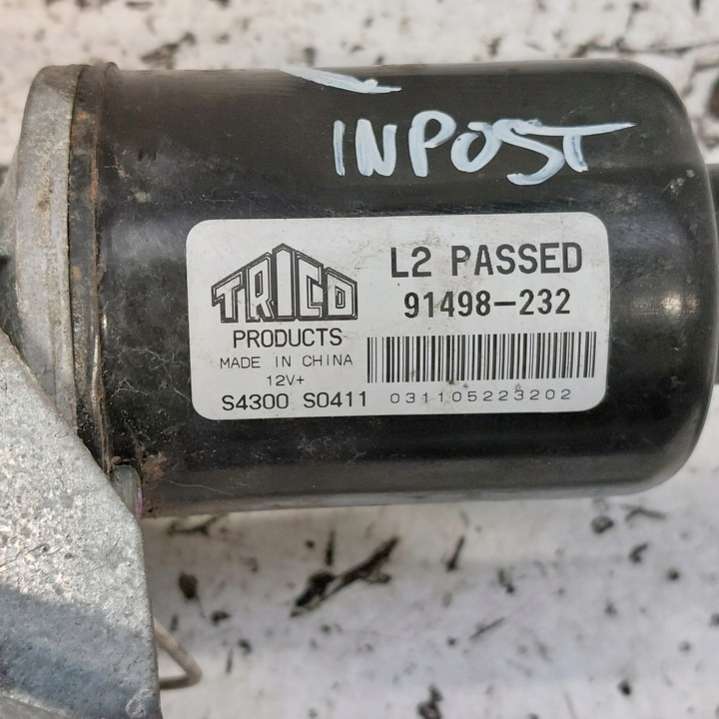 INPOST
TRICO
PRODUCTS
MADE IN CHINA
12V+
S4300 S0411
L2 PASSED
91498-232
031105223202